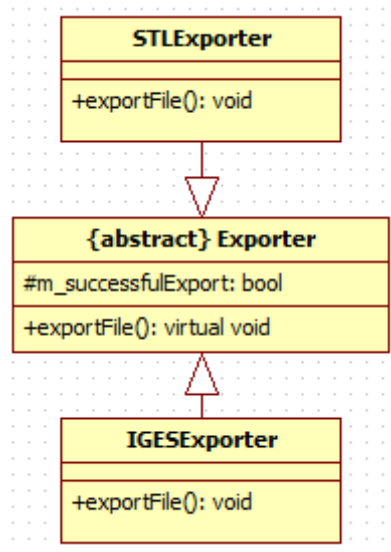 STLExporter
+exportFile(): void
{abstract} Exporter
#m_successfulExport: bool
+exportFile(): virtual void
IGESExporter
+exportFile(): void